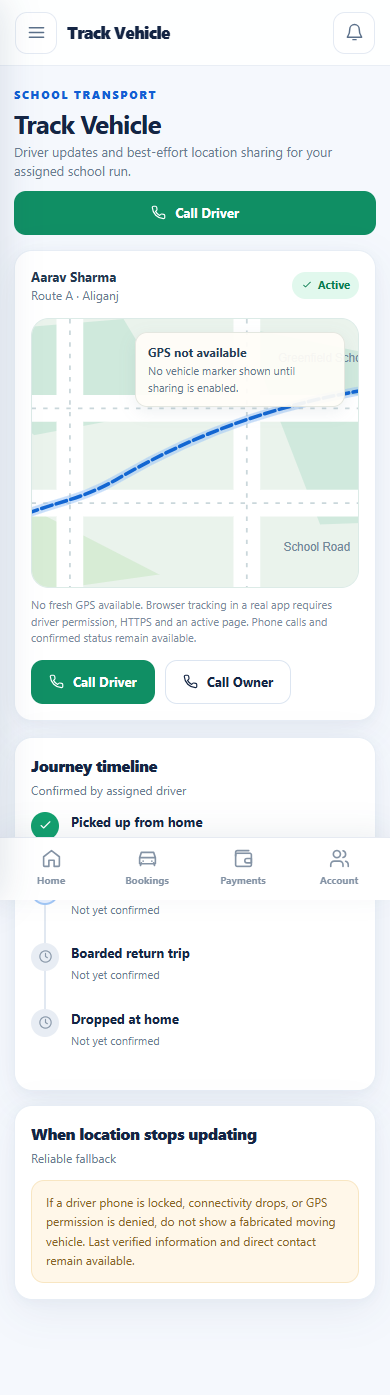 Track Vehicle
SCHOOL TRANSPORT
Track Vehicle
Driver updates and best-effort location sharing for your
assigned school run.
Call Driver
Aarav Sharma
Route A · Aliganj
Active
GPS not available
No vehicle marker shown until
sharing is enabled.
School Road
No fresh GPS available. Browser tracking in a real app requires
driver permission, HTTPS and an active page. Phone calls and
confirmed status remain available.
Call Driver
Call Owner
Journey timeline
Confirmed by assigned driver
Picked up from home
Home
Bookings
Payments
Account
Not yet confirmed
Boarded return trip
Not yet confirmed
Dropped at home
Not yet confirmed
When location stops updating
Reliable fallback
If a driver phone is locked, connectivity drops, or GPS
permission is denied, do not show a fabricated moving
vehicle. Last verified information and direct contact
remain available.